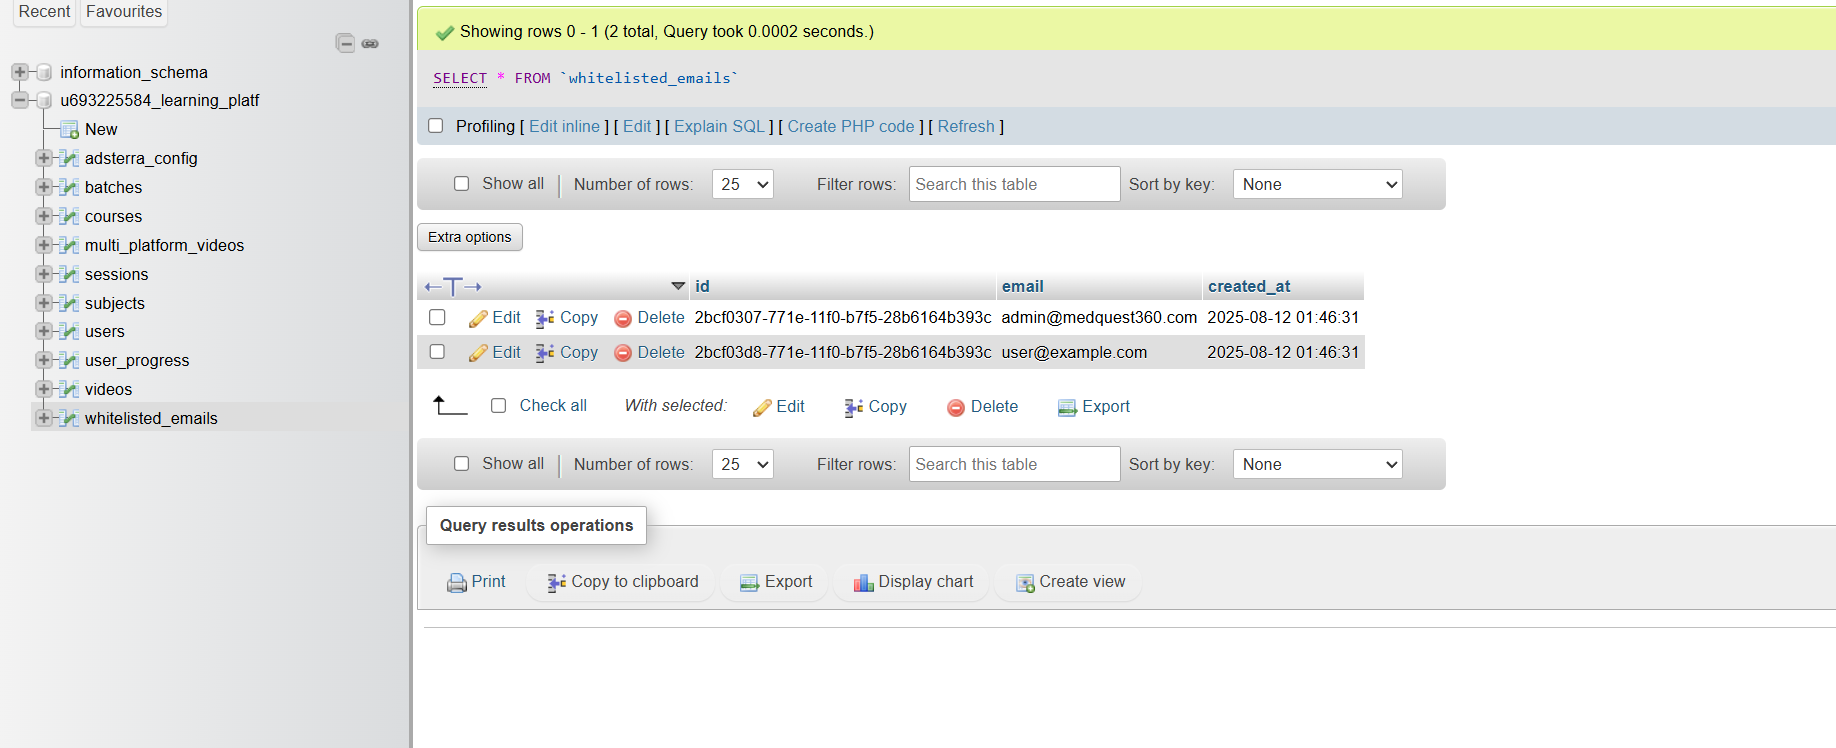 Recent Favourites
information_schema
u693225584_learning_platf
New
adsterra_config
batches
courses
multi_platform_videos
sessions
subjects
users
user_progress
videos
whitelisted_emails
Showing rows 0 - 1 (2 total, Query took 0.0002 seconds.)
SELECT * FROM `whitelisted_emails`
Profiling [ Edit inline ] [ Edit ] [ Explain SQL ] [ Create PHP code ] [ Refresh ]
Show all | Number of rows: 25 Filter rows: Search this table Sort by key: None
Extra options
←T→ id email created_at
Edit Copy Delete 2bcf0307-771e-11f0-b7f5-28b6164b393c admin@medquest360.com 2025-08-12 01:46:31
Edit Copy Delete 2bcf03d8-771e-11f0-b7f5-28b6164b393c user@example.com 2025-08-12 01:46:31
Check all With selected: Edit Copy Delete Export
Show all | Number of rows: 25 Filter rows: Search this table Sort by key: None
Query results operations
Print Copy to clipboard Export Display chart Create view